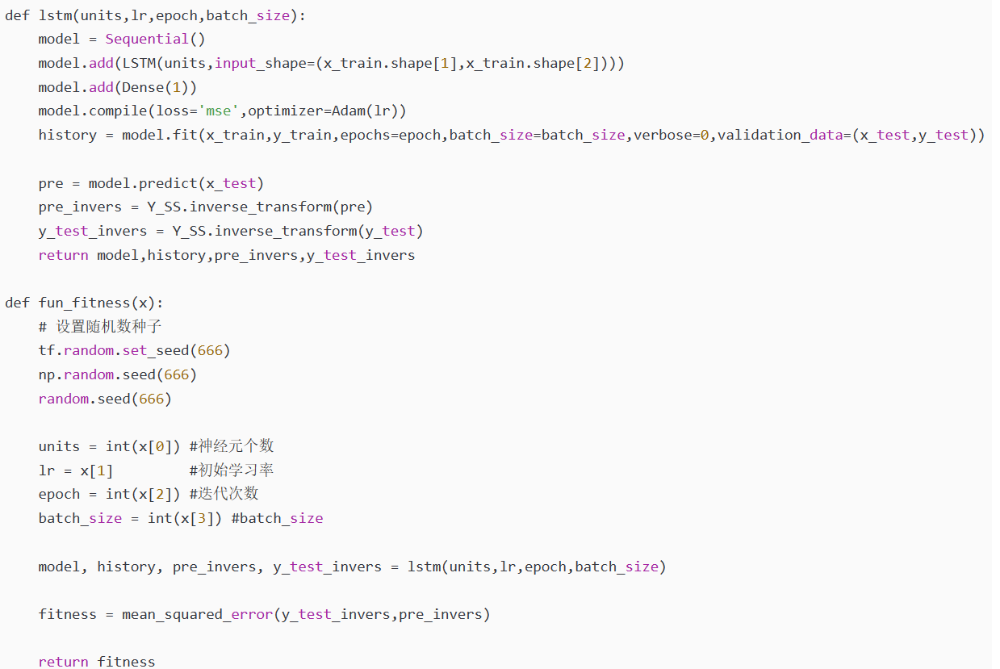 def lstm(units,lr,epoch,batch_size):
    model = Sequential()
    model.add(LSTM(units,input_shape=(x_train.shape[1],x_train.shape[2])))
    model.add(Dense(1))
    model.compile(loss='mse',optimizer=Adam(lr))
    history = model.fit(x_train,y_train,epochs=epoch,batch_size=batch_size,verbose=0,validation_data=(x_test,y_test))
    pre = model.predict(x_test)
    pre_invers = Y_SS.inverse_transform(pre)
    y_test_invers = Y_SS.inverse_transform(y_test)
    return model,history,pre_invers,y_test_invers
def fun_fitness(x):
    # 设置随机数种子
    tf.random.set_seed(666)
    np.random.seed(666)
    random.seed(666)
    units = int(x[0]) #神经元个数
    lr = x[1]         #初始学习率
    epoch = int(x[2]) #迭代次数
    batch_size = int(x[3]) #batch_size
    model, history, pre_invers, y_test_invers = lstm(units,lr,epoch,batch_size)
    fitness = mean_squared_error(y_test_invers,pre_invers)
    return fitness